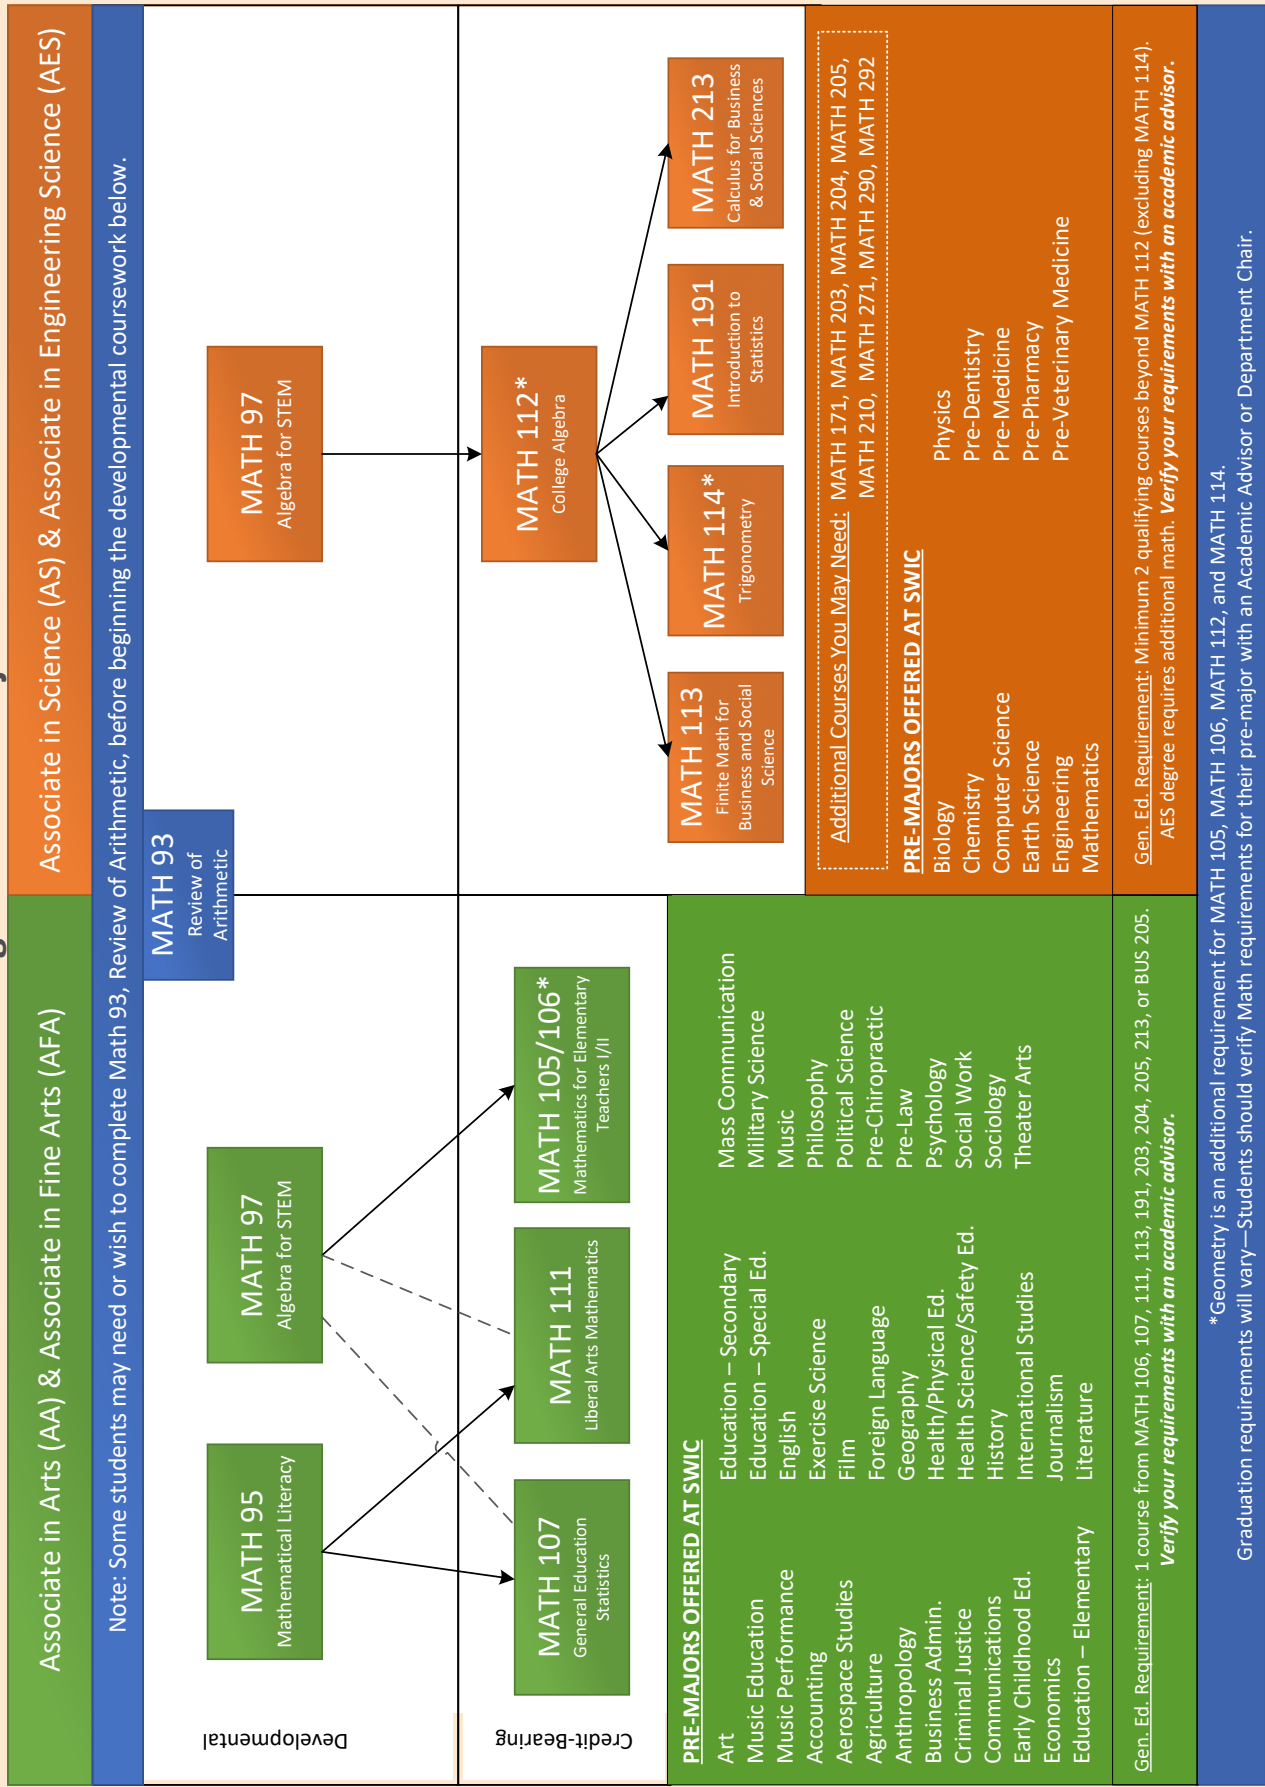 Associate in Arts (AA) & Associate in Fine Arts (AFA)
Associate in Science (AS) & Associate in Engineering Science (AES)
Note: Some students may need or wish to complete Math 93, Review of Arithmetic, before beginning the developmental coursework below.
MATH 93
Review of
Arithmetic
Developmental
MATH 95
Mathematical Literacy
MATH 97
Algebra for STEM
MATH 97
Algebra for STEM
Credit-Bearing
MATH 107
General Education
Statistics
MATH 111
Liberal Arts Mathematics
MATH 105/106*
Mathematics for Elementary
Teachers I/II
MATH 112*
College Algebra
MATH 113
Finite Math for
Business and Social
Science
MATH 114*
Trigonometry
MATH 191
Introduction to
Statistics
MATH 213
Calculus for Business
& Social Sciences
PRE-MAJORS OFFERED AT SWIC
Art
Music Education
Music Performance
Accounting
Aerospace Studies
Agriculture
Anthropology
Business Admin.
Criminal Justice
Communications
Early Childhood Ed.
Economics
Education – Elementary
Education – Secondary
Education – Special Ed.
English
Exercise Science
Film
Foreign Language
Geography
Health/Physical Ed.
Health Science/Safety Ed.
History
International Studies
Journalism
Literature
Mass Communication
Military Science
Music
Philosophy
Political Science
Pre-Chiropractic
Pre-Law
Psychology
Social Work
Sociology
Theater Arts
Gen. Ed. Requirement: 1 course from MATH 106, 107, 111, 113, 191, 203, 204, 205, 213, or BUS 205.
Verify your requirements with an academic advisor.
Additional Courses You May Need: MATH 171, MATH 203, MATH 204, MATH 205,
MATH 210, MATH 271, MATH 290, MATH 292
PRE-MAJORS OFFERED AT SWIC
Biology
Chemistry
Computer Science
Earth Science
Engineering
Mathematics
Physics
Pre-Dentistry
Pre-Medicine
Pre-Pharmacy
Pre-Veterinary Medicine
Gen. Ed. Requirement: Minimum 2 qualifying courses beyond MATH 112 (excluding MATH 114).
AES degree requires additional math. Verify your requirements with an academic advisor.
*Geometry is an additional requirement for MATH 105, MATH 106, MATH 112, and MATH 114.
Graduation requirements will vary—Students should verify Math requirements for their pre-major with an Academic Advisor or Department Chair.